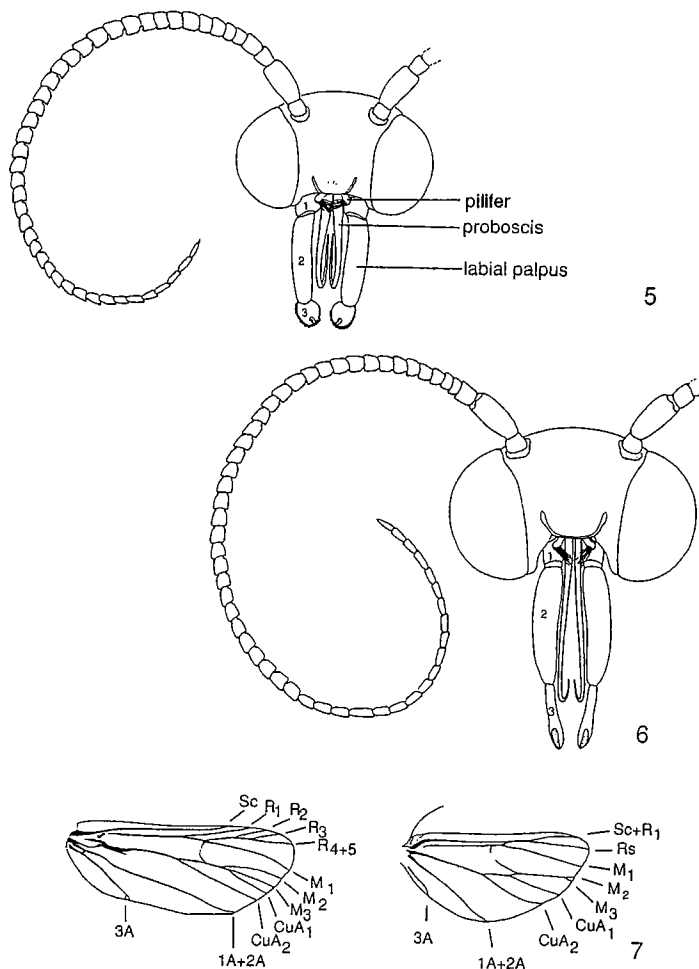 pilifer
1
proboscis
2
labial palpus
3
5
1
2
3
6
Sc
R1
R2
R3
R4+5
M1
M2
M3
CuA1
CuA2
1A+2A
3A
Sc+R1
Rs
M1
M2
M3
CuA1
CuA2
1A+2A
3A
7